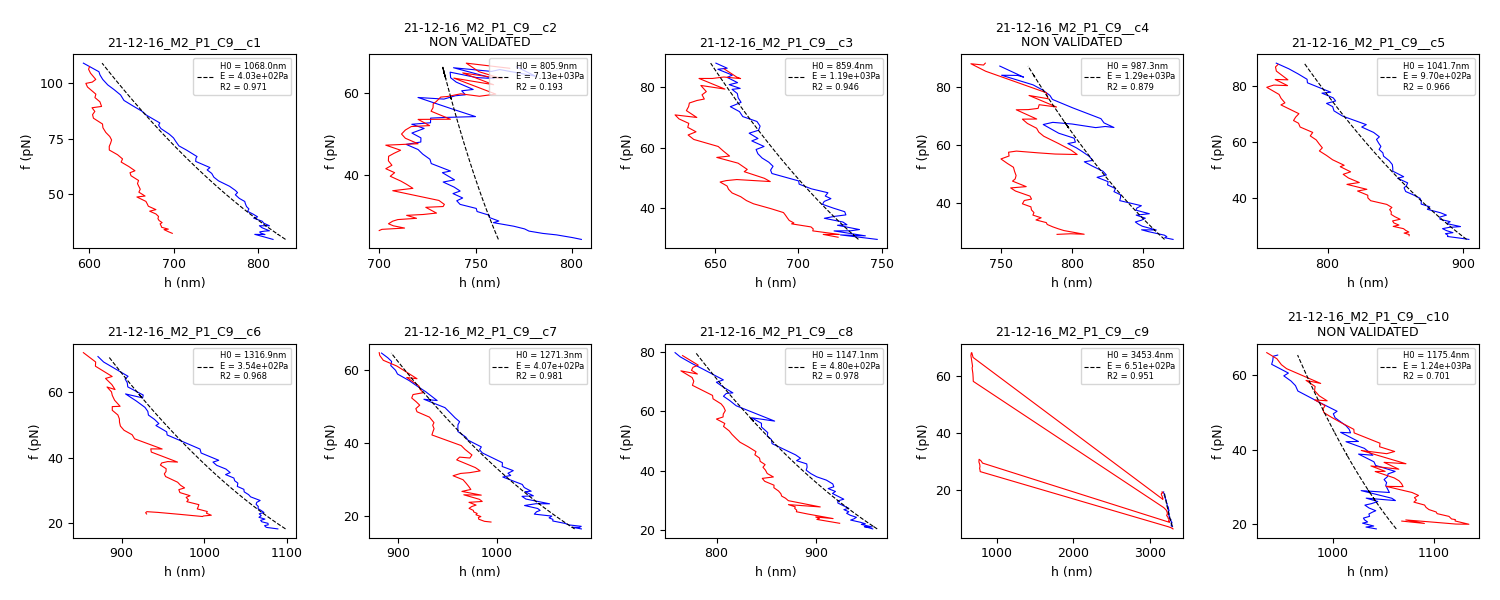 21-12-16_M2_P1_C9__c1
H0 = 1068.0nm
E = 4.03e+02Pa
R2 = 0.971
f (pN)
100
75
50
600 700 800
h (nm)
21-12-16_M2_P1_C9__c2
NON VALIDATED
H0 = 805.9nm
E = 7.13e+03Pa
R2 = 0.193
f (pN)
60
40
700 750 800
h (nm)
21-12-16_M2_P1_C9__c3
H0 = 859.4nm
E = 1.19e+03Pa
R2 = 0.946
f (pN)
80
60
40
650 700 750
h (nm)
21-12-16_M2_P1_C9__c4
NON VALIDATED
H0 = 987.3nm
E = 1.29e+03Pa
R2 = 0.879
f (pN)
80
60
40
750 800 850
h (nm)
21-12-16_M2_P1_C9__c5
H0 = 1041.7nm
E = 9.70e+02Pa
R2 = 0.966
f (pN)
80
60
40
800 900
h (nm)
21-12-16_M2_P1_C9__c6
H0 = 1316.9nm
E = 3.54e+02Pa
R2 = 0.968
f (pN)
60
40
20
900 1000 1100
h (nm)
21-12-16_M2_P1_C9__c7
H0 = 1271.3nm
E = 4.07e+02Pa
R2 = 0.981
f (pN)
60
40
20
900 1000
h (nm)
21-12-16_M2_P1_C9__c8
H0 = 1147.1nm
E = 4.80e+02Pa
R2 = 0.978
f (pN)
80
60
40
20
800 900
h (nm)
21-12-16_M2_P1_C9__c9
H0 = 3453.4nm
E = 6.51e+02Pa
R2 = 0.951
f (pN)
60
40
20
1000 2000 3000
h (nm)
21-12-16_M2_P1_C9__c10
NON VALIDATED
H0 = 1175.4nm
E = 1.24e+03Pa
R2 = 0.701
f (pN)
60
40
20
1000 1100
h (nm)